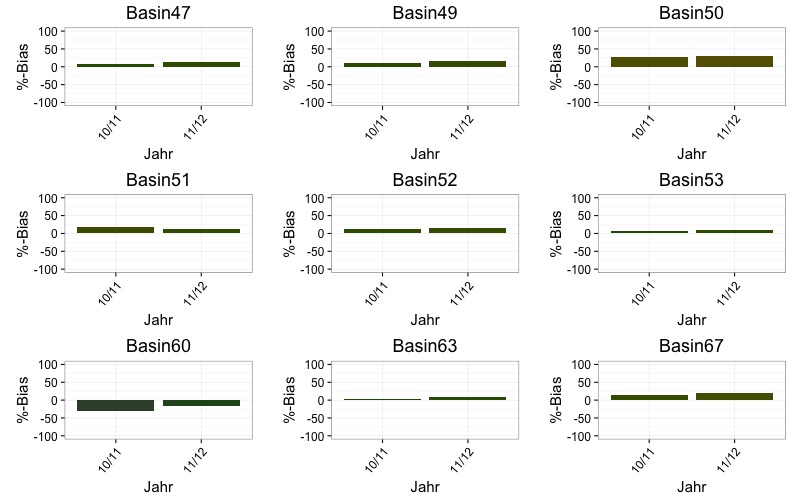 Basin47 Basin49 Basin50
100 100 100
50 50 50
0 0 0
-50 -50 -50
-100 -100 -100
%-Bias %-Bias %-Bias
10/11 11/12 10/11 11/12 10/11 11/12
Jahr Jahr Jahr
Basin51 Basin52 Basin53
100 100 100
50 50 50
0 0 0
-50 -50 -50
-100 -100 -100
%-Bias %-Bias %-Bias
10/11 11/12 10/11 11/12 10/11 11/12
Jahr Jahr Jahr
Basin60 Basin63 Basin67
100 100 100
50 50 50
0 0 0
-50 -50 -50
-100 -100 -100
%-Bias %-Bias %-Bias
10/11 11/12 10/11 11/12 10/11 11/12
Jahr Jahr Jahr